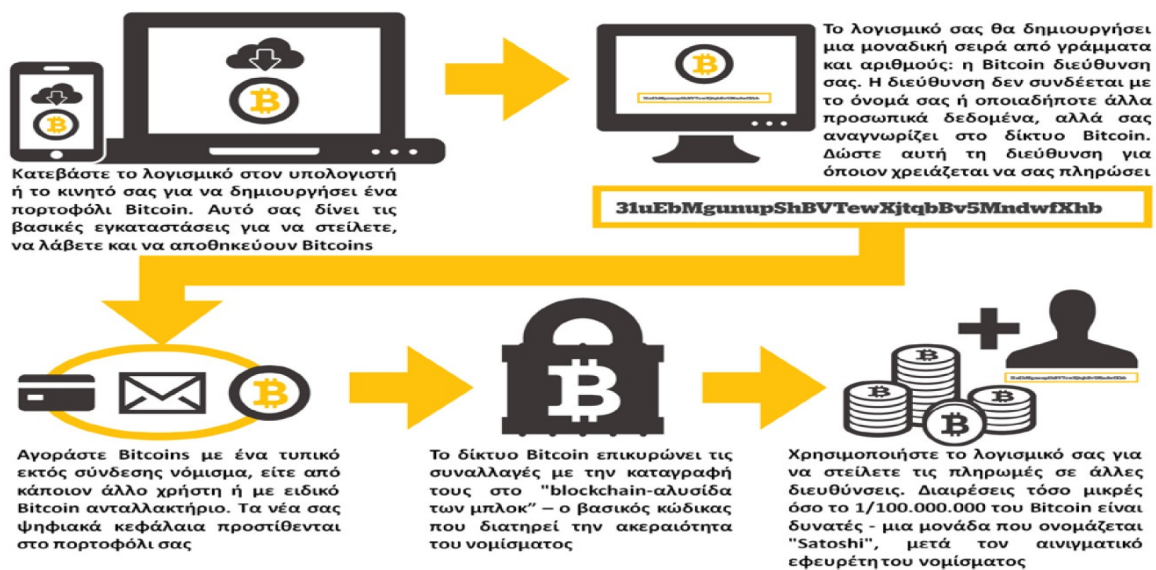 Κατεβάστε το λογισμικό στον υπολογιστή
ή το κινητό σας για να δημιουργήσει ένα
πορτοφόλι Bitcoin. Αυτό σας δίνει τις
βασικές εγκαταστάσεις για να στείλετε,
να λάβετε και να αποθηκεύουν Bitcoins
Το λογισμικό σας θα δημιουργήσει
μια μοναδική σειρά από γράμματα
και αριθμούς: η Bitcoin διεύθυνση
σας. Η διεύθυνση δεν συνδέεται με
το όνομά σας ή οποιαδήποτε άλλα
προσωπικά δεδομένα, αλλά σας
αναγνωρίζει στο δίκτυο Bitcoin.
Δώστε αυτή τη διεύθυνση για
όποιον χρειάζεται να σας πληρώσει
31uEbMgunupShBVTewXjtqbBv5MndwfXhb
Αγοράστε Bitcoins με ένα τυπικό
εκτός σύνδεσης νόμισμα, είτε από
κάποιον άλλο χρήστη ή με ειδικό
Bitcoin ανταλλακτήριο. Τα νέα σας
ψηφιακά κεφάλαια προστίθενται
στο πορτοφόλι σας
Το δίκτυο Bitcoin επικυρώνει τις
συναλλαγές με την καταγραφή
τους στο "blockchain-αλυσίδα
των μπλοκ” – ο βασικός κώδικας
που διατηρεί την ακεραιότητα
του νομίσματος
Χρησιμοποιήστε το λογισμικό σας για
να στείλετε τις πληρωμές σε άλλες
διευθύνσεις. Διαιρέσεις τόσο μικρές
όσο το 1/100.000.000 του Bitcoin είναι
δυνατές - μια μονάδα που ονομάζεται
"Satoshi", μετά τον αινιγματικό
εφευρέτη του νομίσματος